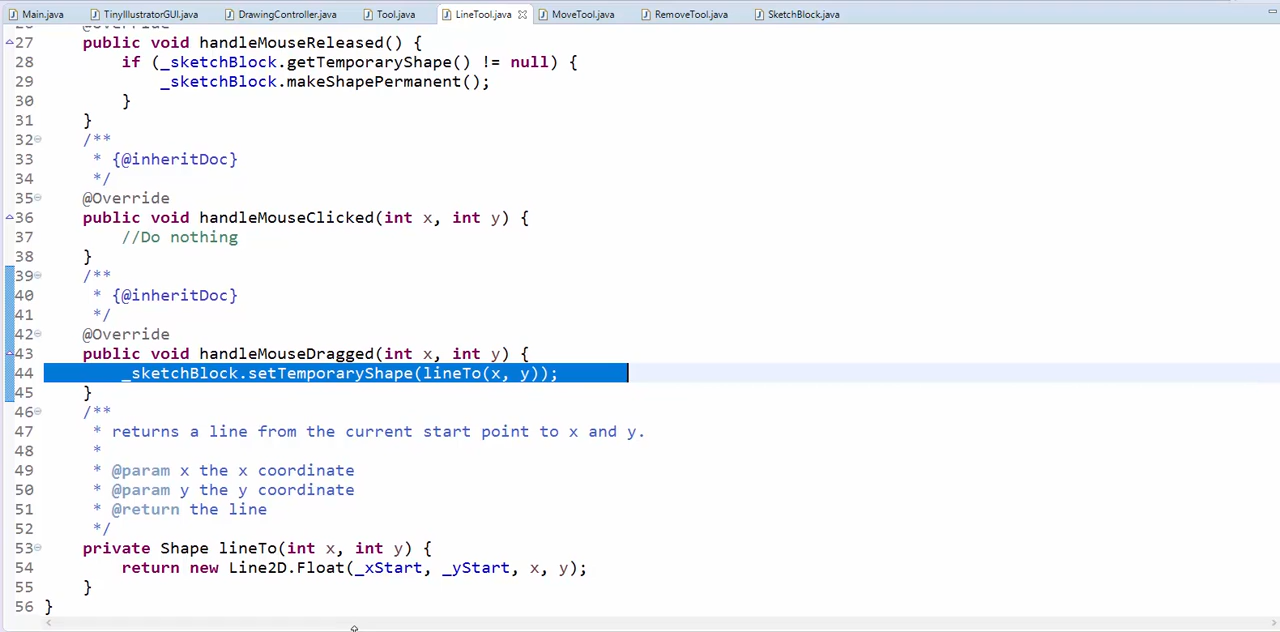 Main.java TinyIllustratorGUI.java DrawingController.java Tool.java LineTool.java MoveTool.java RemoveTool.java SketchBlock.java
@Override
27 public void handleMouseReleased() {
28 if (_sketchBlock.getTemporaryShape() != null) {
29 _sketchBlock.makeShapePermanent();
30 }
31 }
32 /**
33 * {@inheritDoc}
34 */
35 @Override
36 public void handleMouseClicked(int x, int y) {
37 //Do nothing
38 }
39 /**
40 * {@inheritDoc}
41 */
42 @Override
43 public void handleMouseDragged(int x, int y) {
44 _sketchBlock.setTemporaryShape(lineTo(x, y));
45 }
46 /**
47 * returns a line from the current start point to x and y.
48 *
49 * @param x the x coordinate
50 * @param y the y coordinate
51 * @return the line
52 */
53 private Shape lineTo(int x, int y) {
54 return new Line2D.Float(_xStart, _yStart, x, y);
55 }
56 }